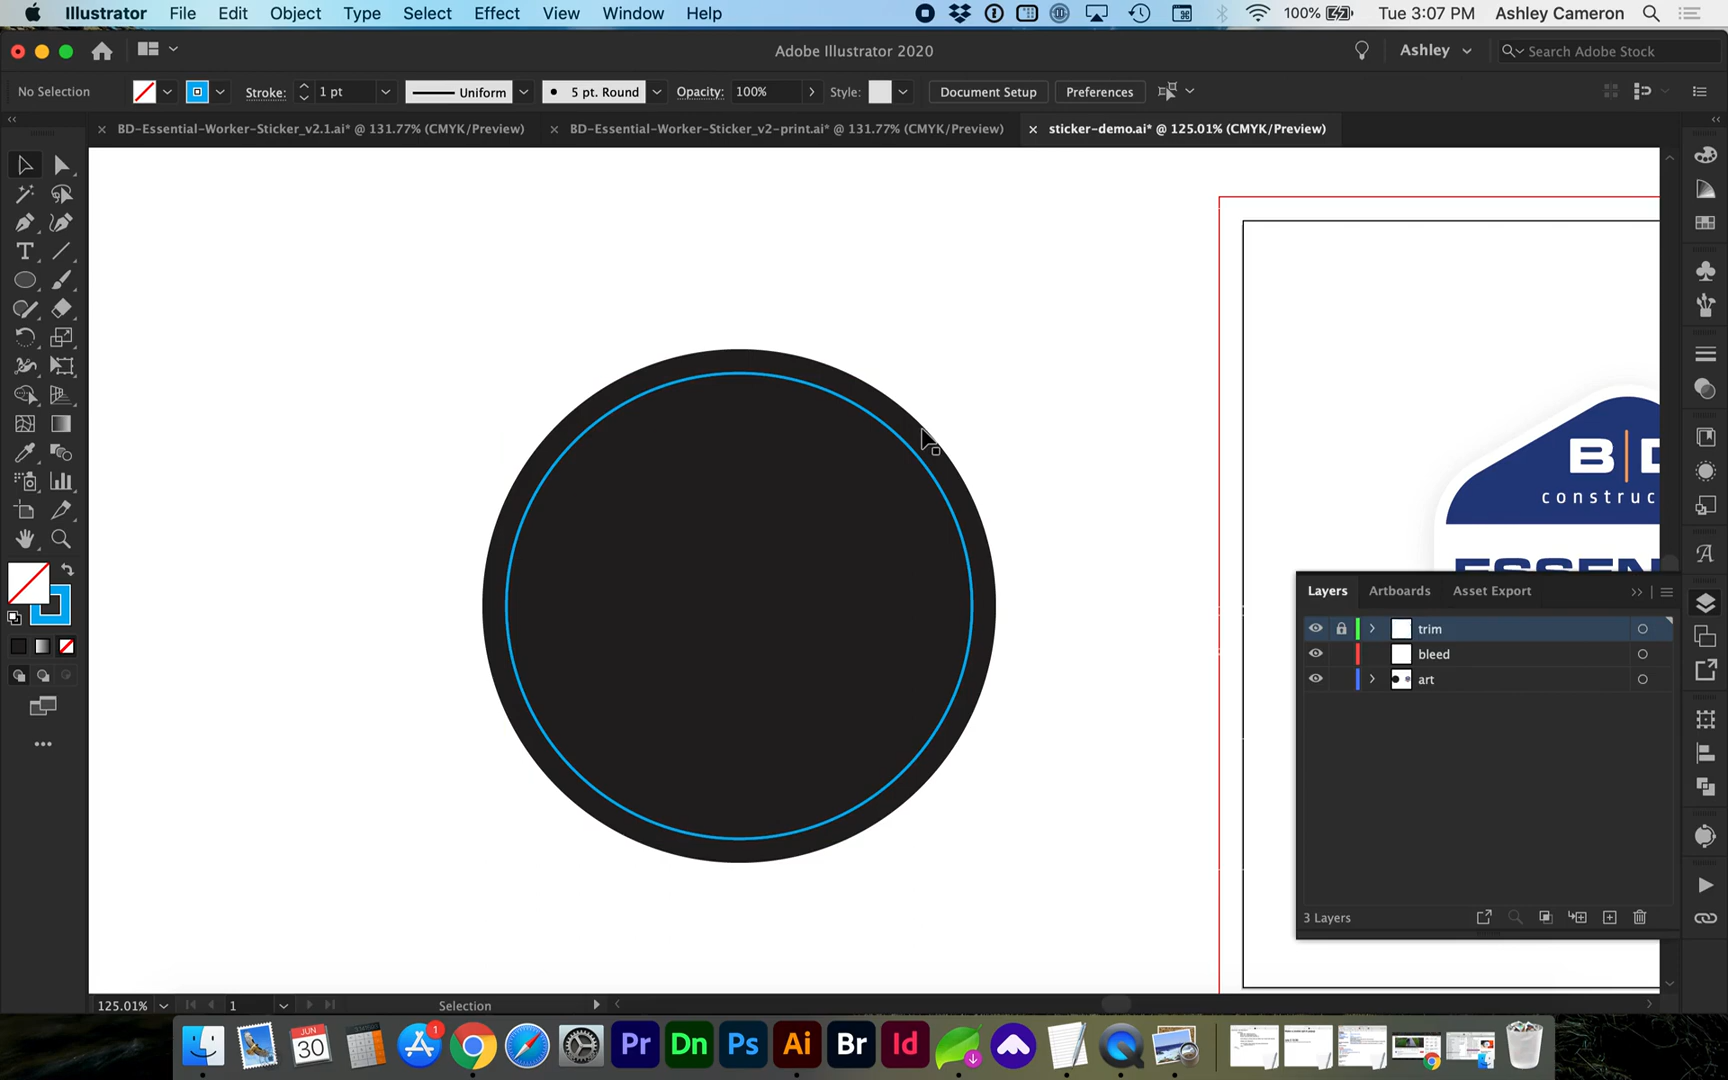 Illustrator File Edit Object Type Select Effect View Window Help 100% Tue 3:07 PM Ashley Cameron
Adobe Illustrator 2020 Ashley Search Adobe Stock
No Selection Stroke: 1 pt Uniform 5 pt. Round Opacity: 100% Style: Document Setup Preferences
BD-Essential-Worker-Sticker_v2.1.ai* @ 131.77% (CMYK/Preview) BD-Essential-Worker-Sticker_v2-print.ai* @ 131.77% (CMYK/Preview) sticker-demo.ai* @ 125.01% (CMYK/Preview)
B|D
construc
ESSEN
Layers Artboards Asset Export
trim
bleed
art
3 Layers
125.01% 1 Selection
JUN
30
1
Pr Dn Ps Ai Br Id